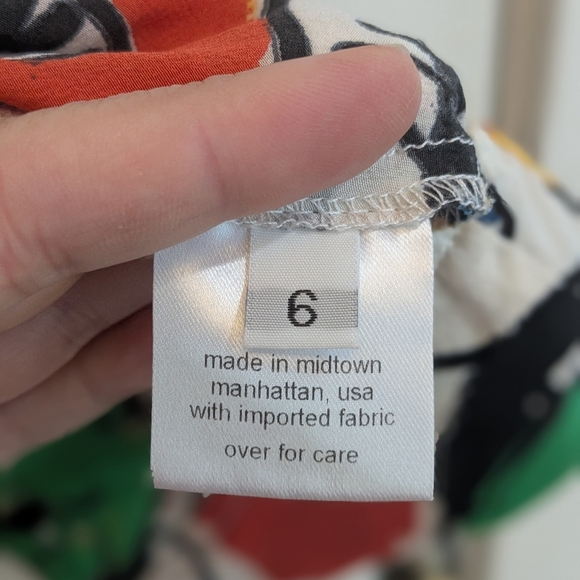 6
made in midtown
manhattan, usa
with imported fabric
over for care